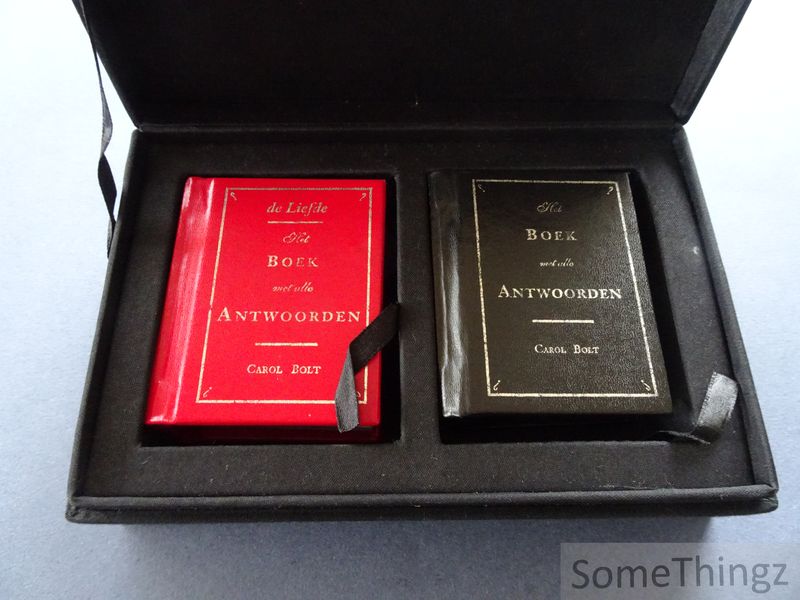 de Liefde
Het
BOEK
met alle
ANTWOORDEN
CAROL BOLT
Het
BOEK
met alle
ANTWOORDEN
CAROL BOLT
SomeThingz